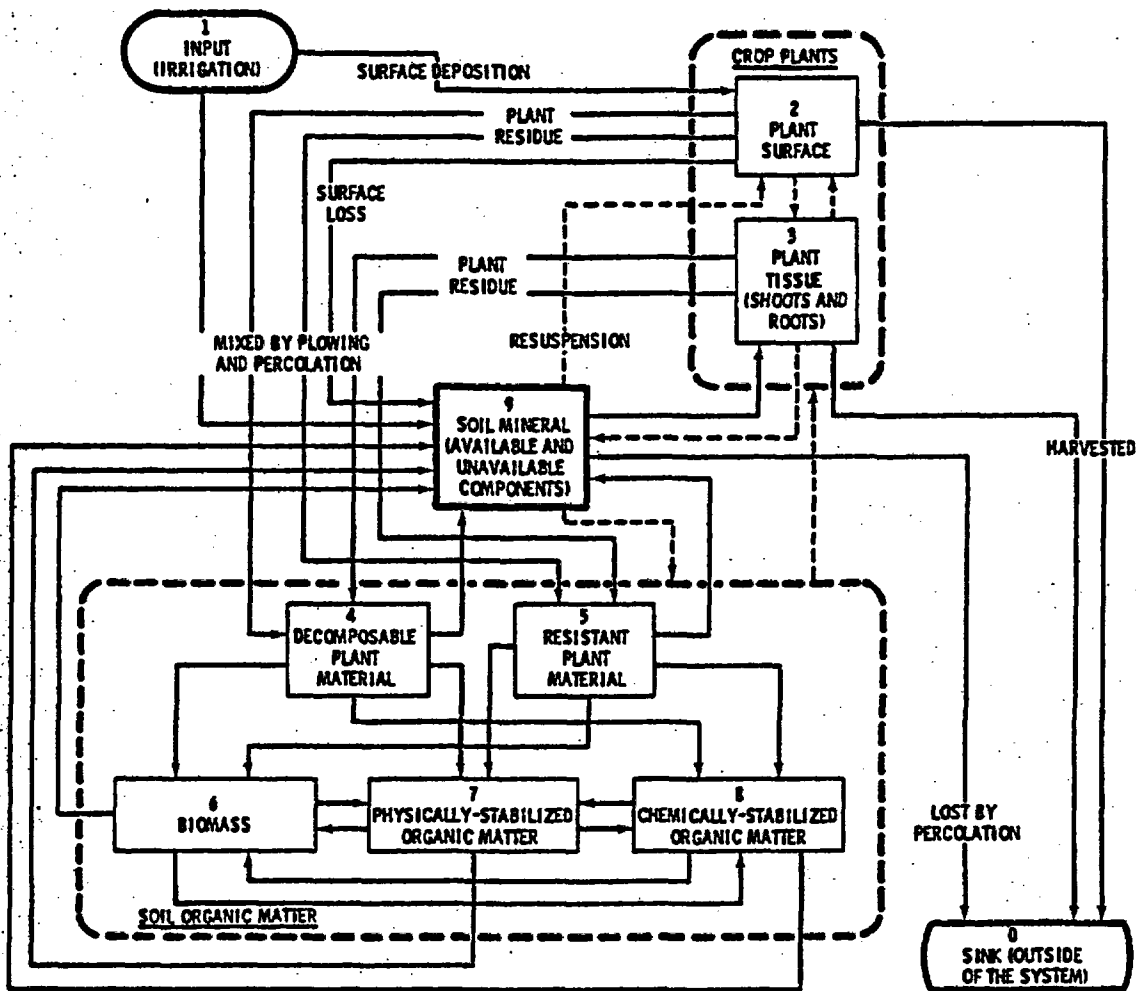 1
INPUT
(IRRIGATION)
SURFACE DEPOSITION
CROP PLANTS
2
PLANT
SURFACE
PLANT
RESIDUE
SURFACE
LOSS
3
PLANT
TISSUE
(SHOOTS AND
ROOTS)
PLANT
RESIDUE
MIXED BY PLOWING
AND PERCOLATION
RESUSPENSION
9
SOIL MINERAL
(AVAILABLE AND
UNAVAILABLE
COMPONENTS)
HARVESTED
4
DECOMPOSABLE
PLANT
MATERIAL
5
RESISTANT
PLANT
MATERIAL
6
BIOMASS
7
PHYSICALLY-STABILIZED
ORGANIC MATTER
8
CHEMICALLY-STABILIZED
ORGANIC MATTER
LOST BY
PERCOLATION
SOIL ORGANIC MATTER
0
SINK (OUTSIDE
OF THE SYSTEM)